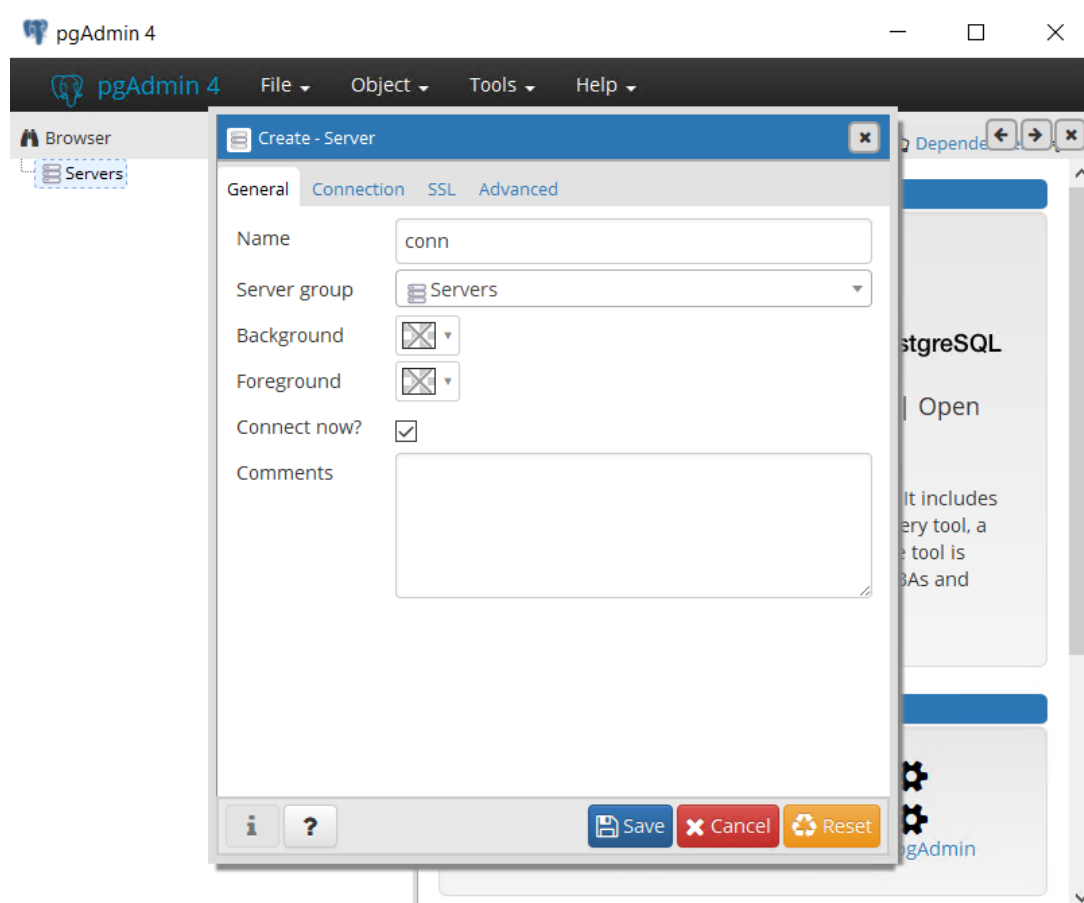 pgAdmin 4
pgAdmin 4 File Object Tools Help
Browser
Servers
Create - Server
General Connection SSL Advanced
Name conn
Server group Servers
Background
Foreground
Connect now?
Comments
i ? Save Cancel Reset
Depende
stgreSQL
| Open
It includes
ery tool, a
e tool is
BAs and
pgAdmin